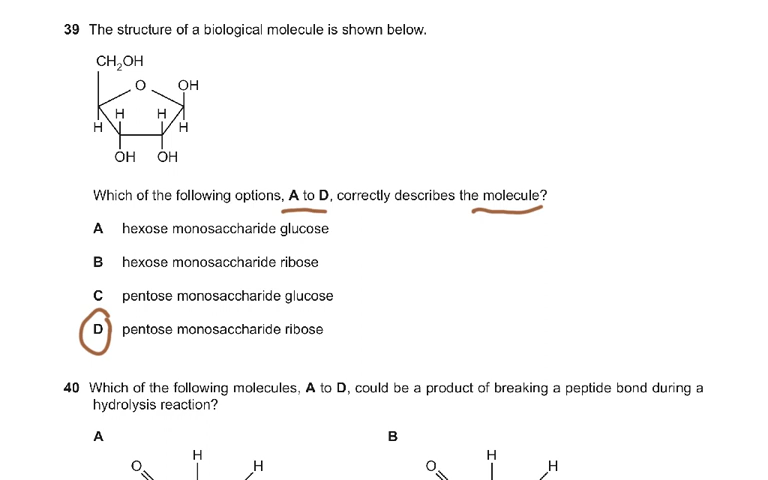 39 The structure of a biological molecule is shown below.
CH₂OH
O OH
H H
H H
OH OH
Which of the following options, A to D, correctly describes the molecule?
A hexose monosaccharide glucose
B hexose monosaccharide ribose
C pentose monosaccharide glucose
D pentose monosaccharide ribose
40 Which of the following molecules, A to D, could be a product of breaking a peptide bond during a
hydrolysis reaction?
A B
H H
O H O H